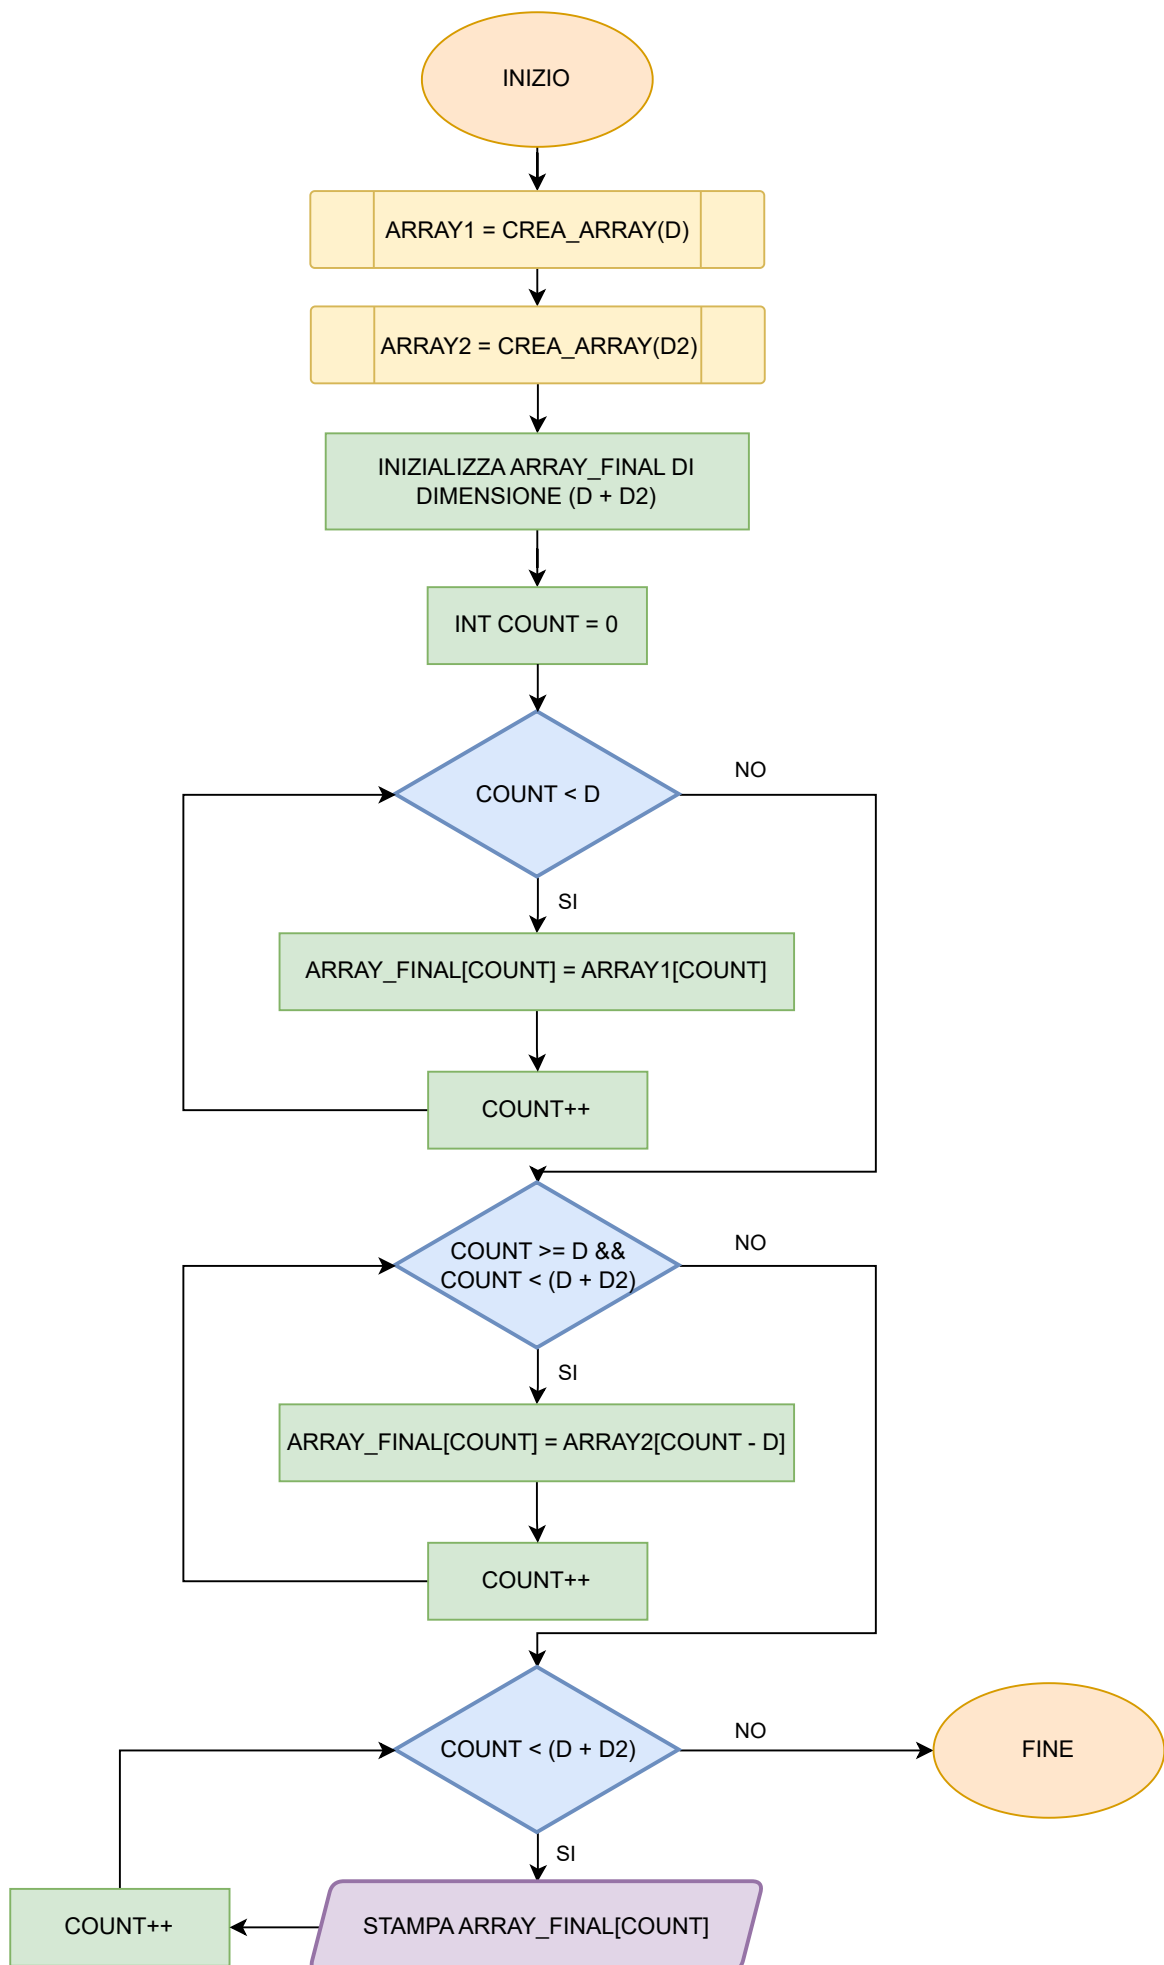 INIZIO
ARRAY1 = CREA_ARRAY(D)
ARRAY2 = CREA_ARRAY(D2)
INIZIALIZZA ARRAY_FINAL DI
DIMENSIONE (D + D2)
INT COUNT = 0
COUNT < D
NO
SI
ARRAY_FINAL[COUNT] = ARRAY1[COUNT]
COUNT++
COUNT >= D &&
COUNT < (D + D2)
NO
SI
ARRAY_FINAL[COUNT] = ARRAY2[COUNT - D]
COUNT++
COUNT < (D + D2)
NO
FINE
SI
COUNT++
STAMPA ARRAY_FINAL[COUNT]